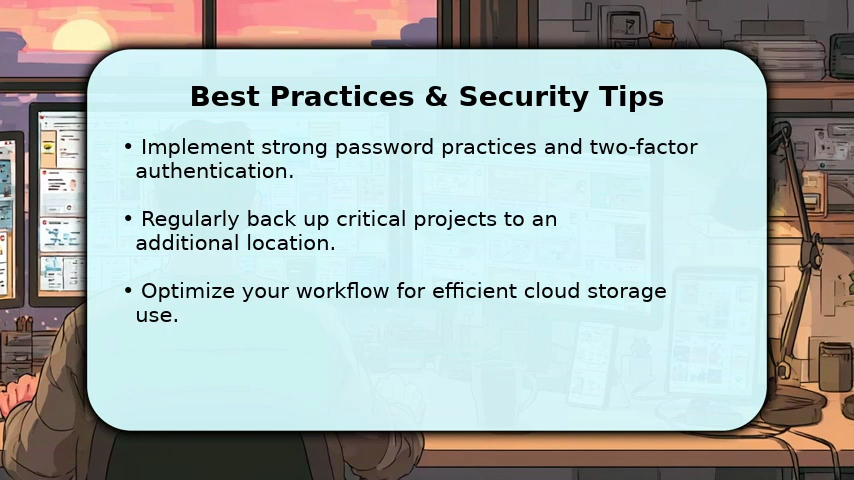 Best Practices & Security Tips
• Implement strong password practices and two-factor
authentication.
• Regularly back up critical projects to an
additional location.
• Optimize your workflow for efficient cloud storage
use.